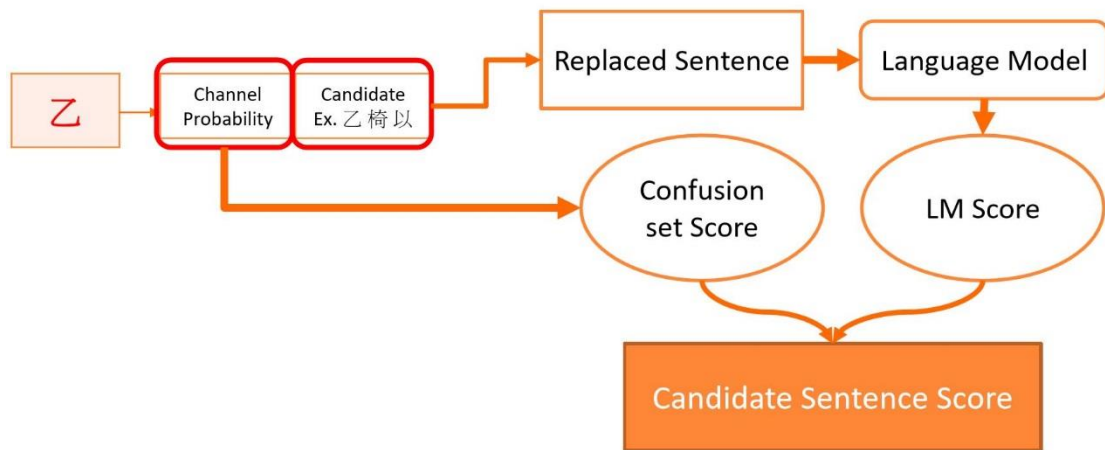 乙
Channel
Probability
Candidate
Ex. 乙 椅 以
Replaced Sentence
Language Model
Confusion
set Score
LM Score
Candidate Sentence Score